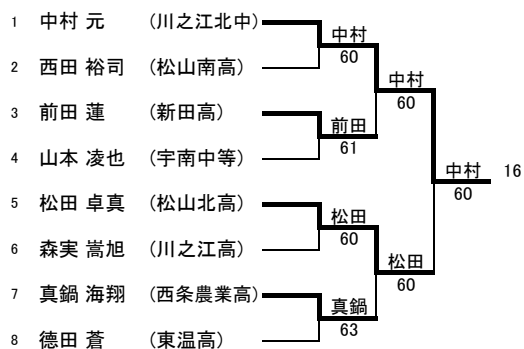 1 中村 元 (川之江北中)
中村
60
2 西田 裕司 (松山南高)
中村
60
3 前田 蓮 (新田高)
前田
61
4 山本 凌也 (宇南中等)
中村 16
60
5 松田 卓真 (松山北高)
松田
60
6 森実 嵩旭 (川之江高)
松田
60
7 真鍋 海翔 (西条農業高)
真鍋
63
8 德田 蒼 (東温高)